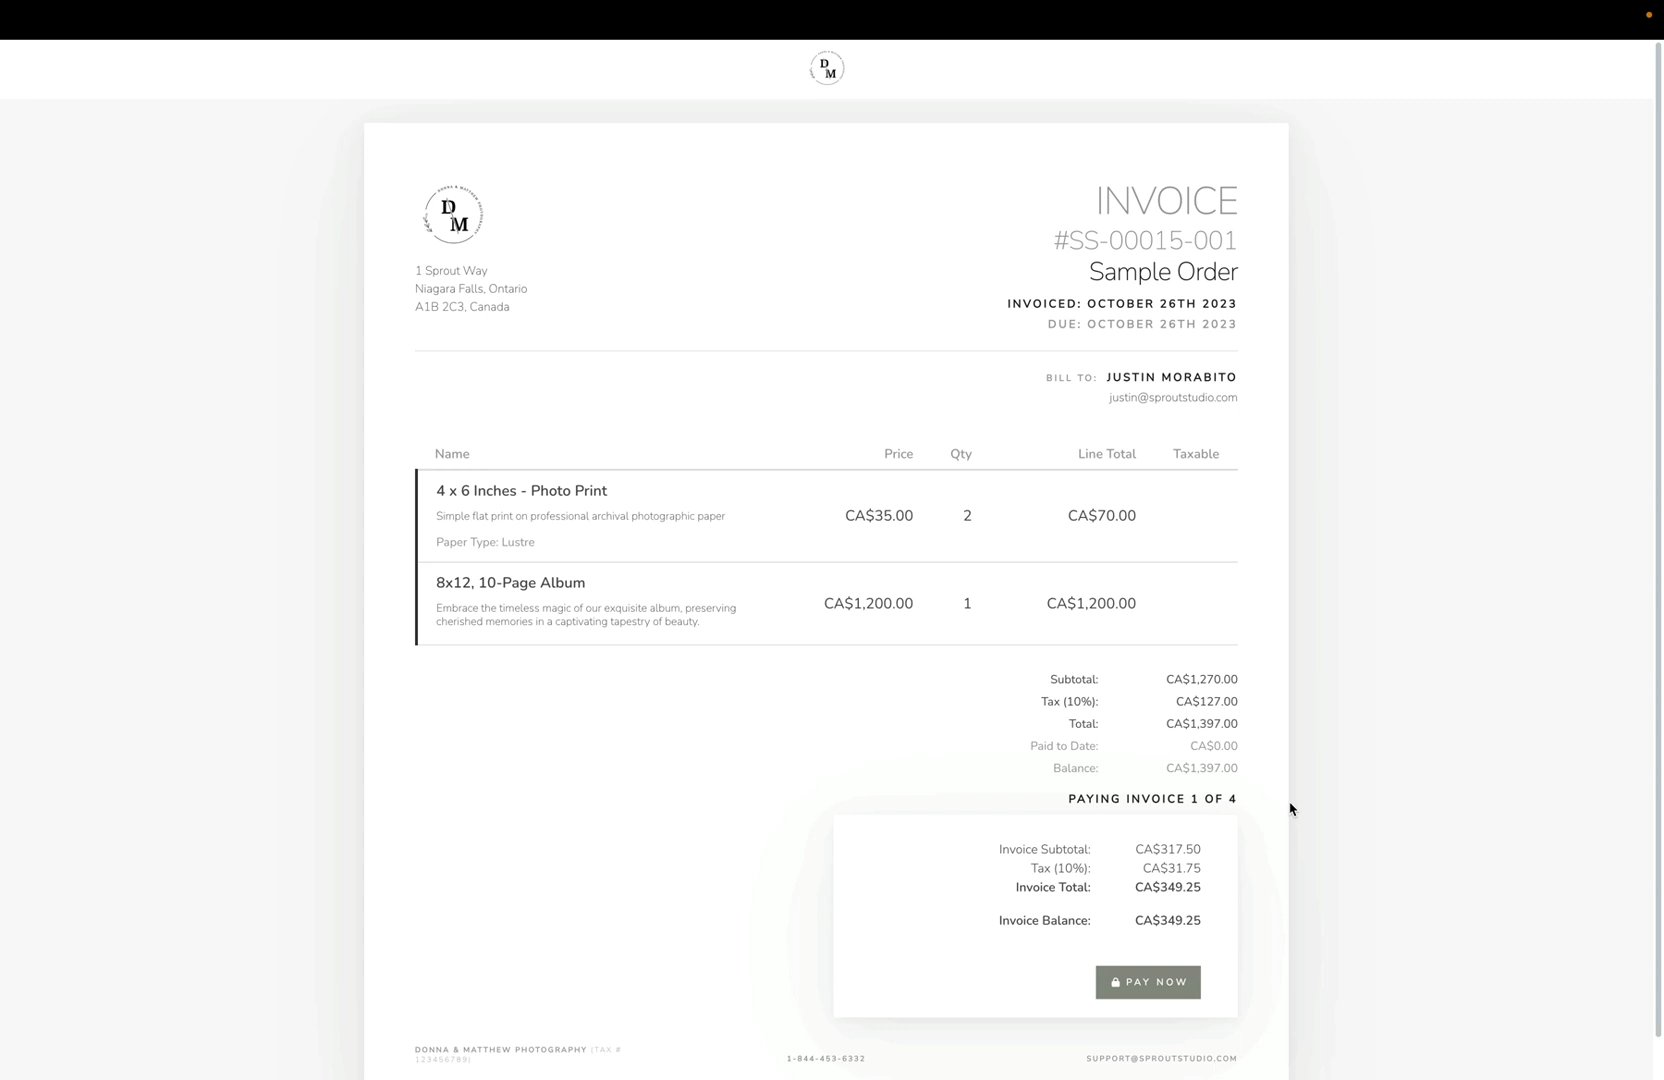 D
M
DONNA & MATTHEW PHOTOGRAPHY
D
M
INVOICE
#SS-00015-001
Sample Order
INVOICED: OCTOBER 26TH 2023
DUE: OCTOBER 26TH 2023
1 Sprout Way
Niagara Falls, Ontario
A1B 2C3, Canada
BILL TO: JUSTIN MORABITO
justin@sproutstudio.com
Name Price Qty Line Total Taxable
4 x 6 Inches - Photo Print
Simple flat print on professional archival photographic paper
Paper Type: Lustre
CA$35.00 2 CA$70.00
8x12, 10-Page Album
Embrace the timeless magic of our exquisite album, preserving
cherished memories in a captivating tapestry of beauty.
CA$1,200.00 1 CA$1,200.00
Subtotal: CA$1,270.00
Tax (10%): CA$127.00
Total: CA$1,397.00
Paid to Date: CA$0.00
Balance: CA$1,397.00
PAYING INVOICE 1 OF 4
Invoice Subtotal: CA$317.50
Tax (10%): CA$31.75
Invoice Total: CA$349.25
Invoice Balance: CA$349.25
PAY NOW
DONNA & MATTHEW PHOTOGRAPHY (TAX #
123456789)
1-844-453-6332
SUPPORT@SPROUTSTUDIO.COM